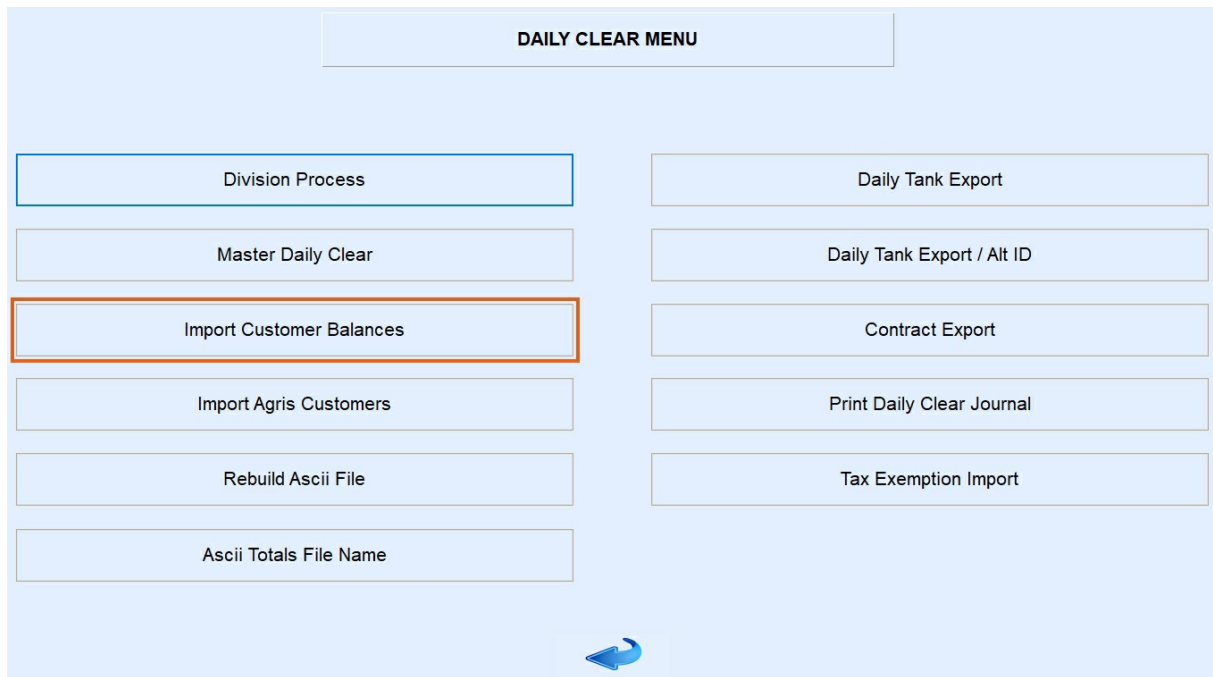 DAILY CLEAR MENU
Division Process
Master Daily Clear
Import Customer Balances
Import Agris Customers
Rebuild Ascii File
Ascii Totals File Name
Daily Tank Export
Daily Tank Export / Alt ID
Contract Export
Print Daily Clear Journal
Tax Exemption Import